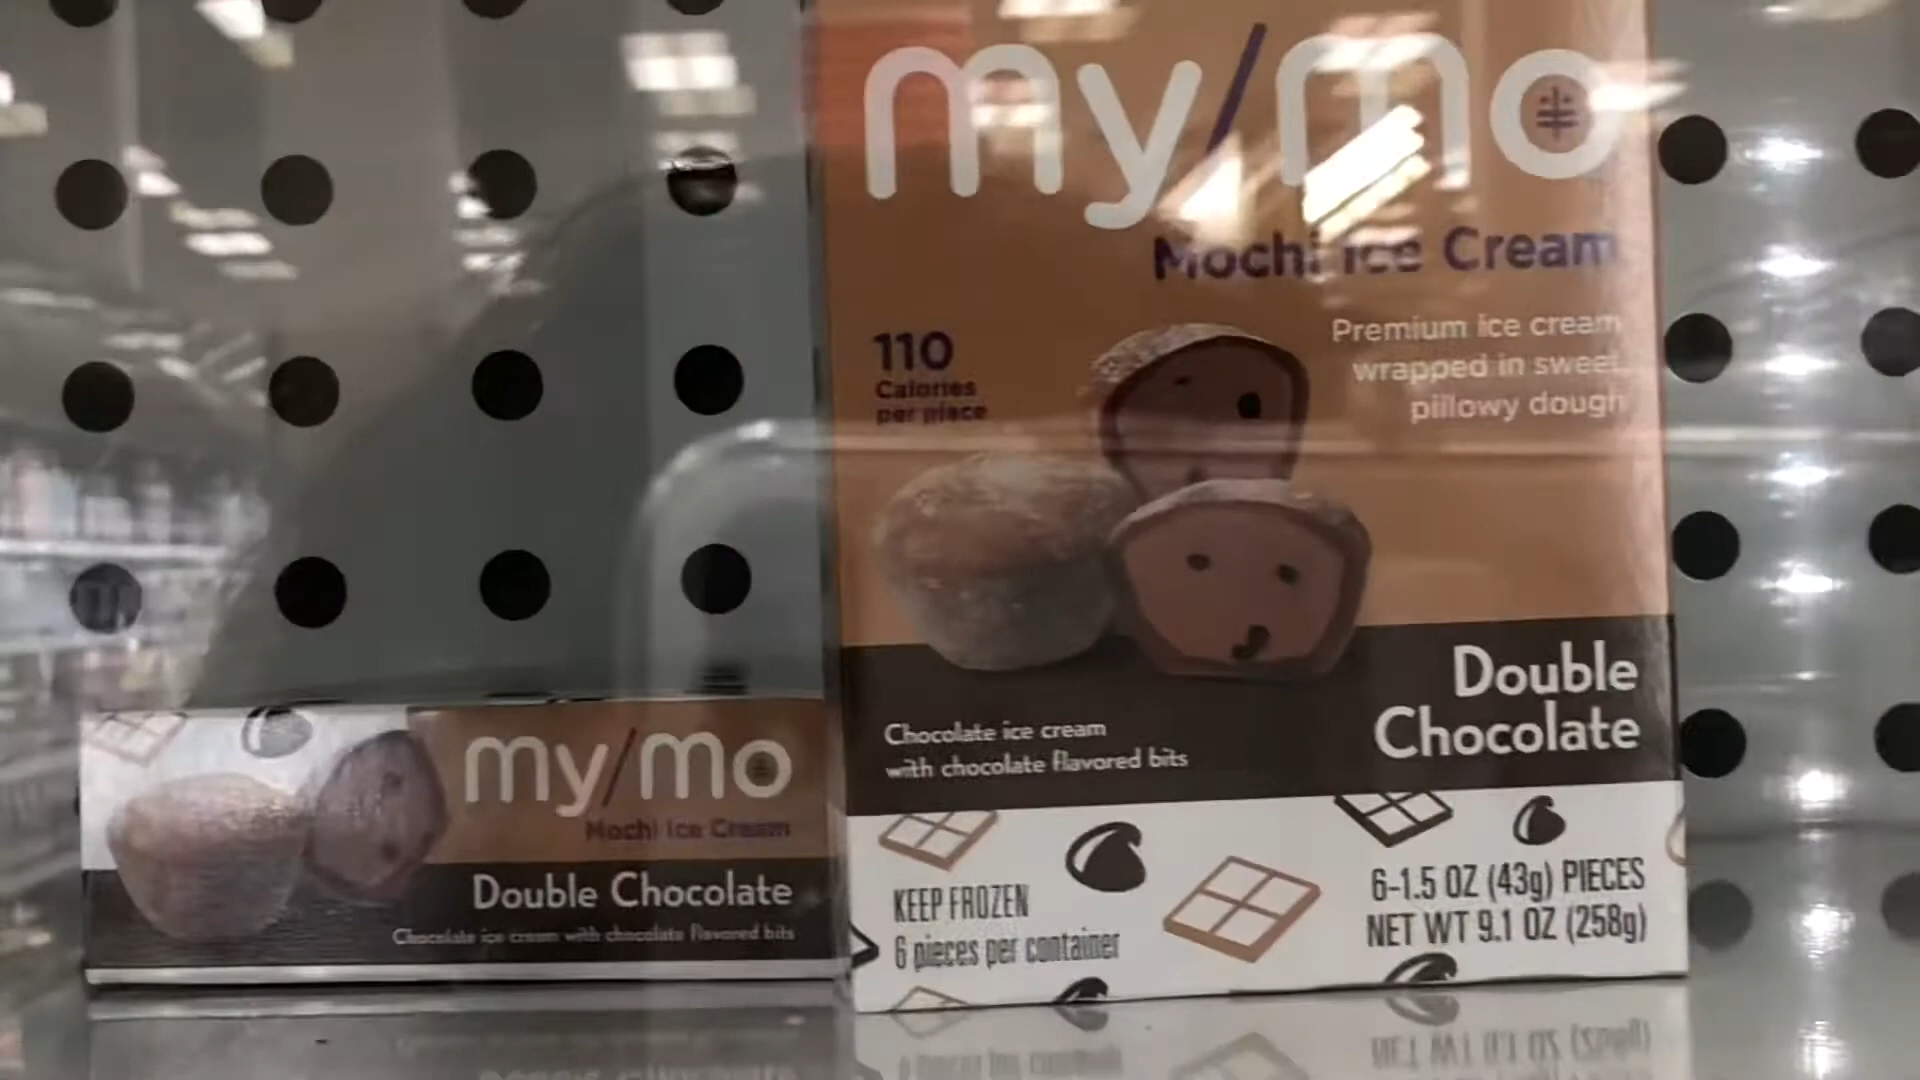 my/mo
Mochi Ice Cream
110
Calories
per piece
Premium ice cream
wrapped in sweet,
pillowy dough
Double
Chocolate
Chocolate ice cream
with chocolate flavored bits
KEEP FROZEN
6 pieces per container
6-1.5 OZ (43g) PIECES
NET WT 9.1 OZ (258g)
my/mo
Mochi Ice Cream
Double Chocolate
Chocolate ice cream with chocolate flavored bits